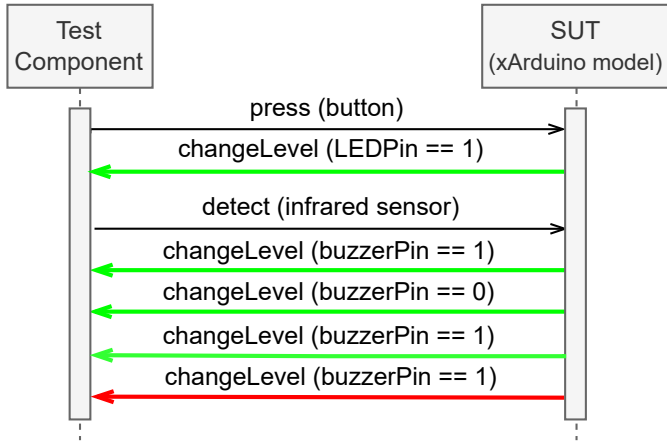 Test
Component
SUT
(xArduino model)
press (button)
changeLevel (LEDPin == 1)
detect (infrared sensor)
changeLevel (buzzerPin == 1)
changeLevel (buzzerPin == 0)
changeLevel (buzzerPin == 1)
changeLevel (buzzerPin == 1)